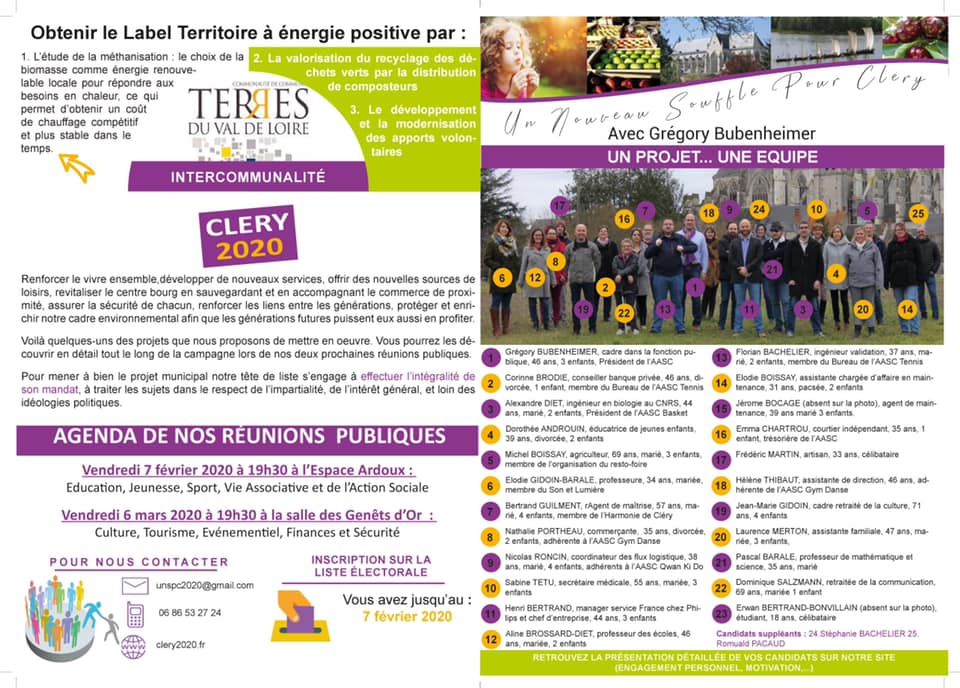 Obtenir le Label Territoire à énergie positive par :
1. L'étude de la méthanisation : le choix de la
biomasse comme énergie renouve-
lable locale pour répondre aux
besoins en chaleur, ce qui
permet d'obtenir un coût
de chauffage compétitif
et plus stable dans le
temps.
2. La valorisation du recyclage des dé-
chets verts par la distribution
de composteurs
3. Le développement
et la modernisation
des apports volon-
taires
COMMUNAUTÉ DE COMMUNES
TERRES
DU VAL DE LOIRE
INTERCOMMUNALITÉ
CLERY
2020
Renforcer le vivre ensemble,développer de nouveaux services, offrir des nouvelles sources de
loisirs, revitaliser le centre bourg en sauvegardant et en accompagnant le commerce de proxi-
mité, assurer la sécurité de chacun, renforcer les liens entre les générations, protéger et enri-
chir notre cadre environnemental afin que les générations futures puissent eux aussi en profiter.
Voilà quelques-uns des projets que nous proposons de mettre en oeuvre. Vous pourrez les dé-
couvrir en détail tout le long de la campagne lors de nos deux prochaines réunions publiques.
Pour mener à bien le projet municipal notre tête de liste s'engage à effectuer l'intégralité de
son mandat, à traiter les sujets dans le respect de l'impartialité, de l'intérêt général, et loin des
idéologies politiques.
AGENDA DE NOS RÉUNIONS PUBLIQUES
Vendredi 7 février 2020 à 19h30 à l'Espace Ardoux :
Education, Jeunesse, Sport, Vie Associative et de l'Action Sociale
Vendredi 6 mars 2020 à 19h30 à la salle des Genêts d'Or :
Culture, Tourisme, Evénementiel, Finances et Sécurité
POUR NOUS CONTACTER
unspc2020@gmail.com
06 86 53 27 24
clery2020.fr
INSCRIPTION SUR LA
LISTE ÉLECTORALE
Vous avez jusqu'au :
7 février 2020
Un Nouveau Souffle Pour Clery
Avec Grégory Bubenheimer
UN PROJET... UNE EQUIPE
17
16
7
18
9
24
10
5
25
6
12
8
2
1
21
4
19
22
13
11
3
20
14
1 Grégory BUBENHEIMER, cadre dans la fonction pu-
blique, 46 ans, 3 enfants, Président de l'AASC
2 Corinne BRODIE, conseiller banque privée, 46 ans, di-
vorcée, 1 enfant, membre du Bureau de l'AASC Tennis
3 Alexandre DIET, ingénieur en biologie au CNRS, 44
ans, marié, 2 enfants, Président de l'AASC Basket
4 Dorothée ANDROUIN, éducatrice de jeunes enfants,
39 ans, divorcée, 2 enfants
5 Michel BOISSAY, agriculteur, 69 ans, marié, 3 enfants,
membre de l'organisation du resto-foire
6 Elodie GIDOIN-BARALE, professeure, 34 ans, mariée,
membre du Son et Lumière
7 Bertrand GUILMENT, rAgent de maîtrise, 57 ans, ma-
rié, 4 enfants, membre de l'Harmonie de Cléry
8 Nathalie PORTHEAU, commerçante, 35 ans, divorcée,
2 enfants, adhérente à l'AASC Gym Danse
9 Nicolas RONCIN, coordinateur des flux logistique, 38
ans, marié, 4 enfants, adhérents à l'AASC Qwan Ki Do
10 Sabine TETU, secrétaire médicale, 55 ans, mariée, 3
enfants
11 Henri BERTRAND, manager service France chez Phi-
lips et chef d'entreprise, 44 ans, 3 enfants
12 Aline BROSSARD-DIET, professeur des écoles, 46
ans, mariée, 2 enfants
13 Florian BACHELIER, ingénieur validation, 37 ans, ma-
rié, 2 enfants, membre du Bureau de l'AASC Tennis
14 Elodie BOISSAY, assistante chargée d'affaire en main-
tenance, 31 ans, pacsée, 2 enfants
15 Jérome BOCAGE (absent sur la photo), agent de main-
tenance, 39 ans marié 3 enfants.
16 Emma CHARTROU, courtier indépendant, 35 ans, 1
enfant, trésorière de l'AASC
17 Frédéric MARTIN, artisan, 33 ans, célibataire
18 Hélène THIBAUT, assistante de direction, 46 ans, ad-
hérente de l'AASC Gym Danse
19 Jean-Marie GIDOIN, cadre retraité de la culture, 71
ans, 4 enfants
20 Laurence MERTON, assistante familiale, 47 ans, ma-
riée, 3 enfants,
21 Pascal BARALE, professeur de mathématique et
science, 35 ans, marié
22 Dominique SALZMANN, retraitée de la communication,
69 ans, mariée 1 enfant
23 Erwan BERTRAND-BONVILLAIN (absent sur la photo),
étudiant, 18 ans, célibataire
Candidats suppléants : 24.Stéphanie BACHELIER 25.
Romuald PACAUD
RETROUVEZ LA PRÉSENTATION DÉTAILLÉE DE VOS CANDIDATS SUR NOTRE SITE
(ENGAGEMENT PERSONNEL, MOTIVATION,...)